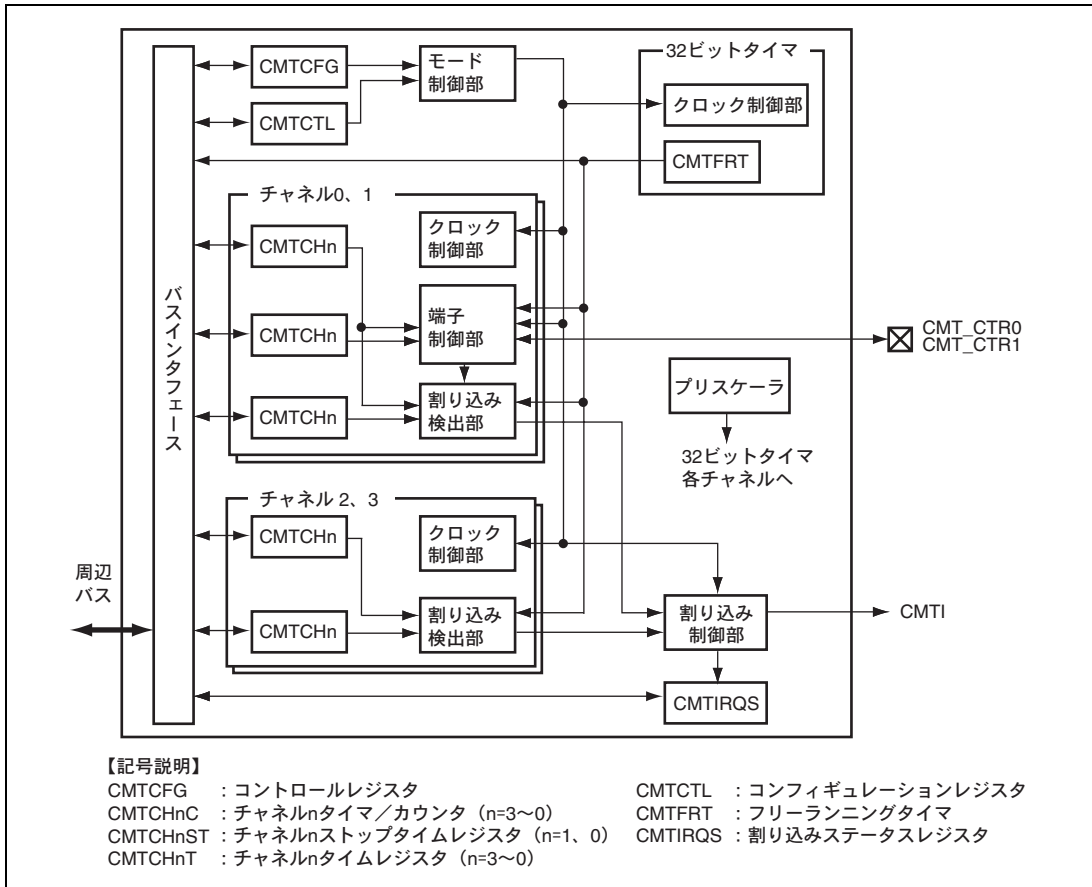 CMTCFG
モード
制御部
32ビットタイマ
クロック制御部
CMTCTL
CMTFRT
チャネル0、1
CMTCHn
クロック
制御部
バスインタフェース
CMTCHn
端子
制御部
CMT_CTR0
CMT_CTR1
プリスケーラ
CMTCHn
割り込み
検出部
32ビットタイマ
各チャネルへ
チャネル 2、3
CMTCHn
クロック
制御部
周辺
バス
CMTCHn
割り込み
検出部
割り込み
制御部
CMTI
CMTIRQS
【記号説明】
CMTCFG :コントロールレジスタ
CMTCHnC :チャネルnタイマ/カウンタ(n=3~0)
CMTCHnST :チャネルnストップタイムレジスタ(n=1、0)
CMTCHnT :チャネルnタイムレジスタ(n=3~0)
CMTCTL :コンフィギュレーションレジスタ
CMTFRT :フリーランニングタイマ
CMTIRQS :割り込みステータスレジスタ